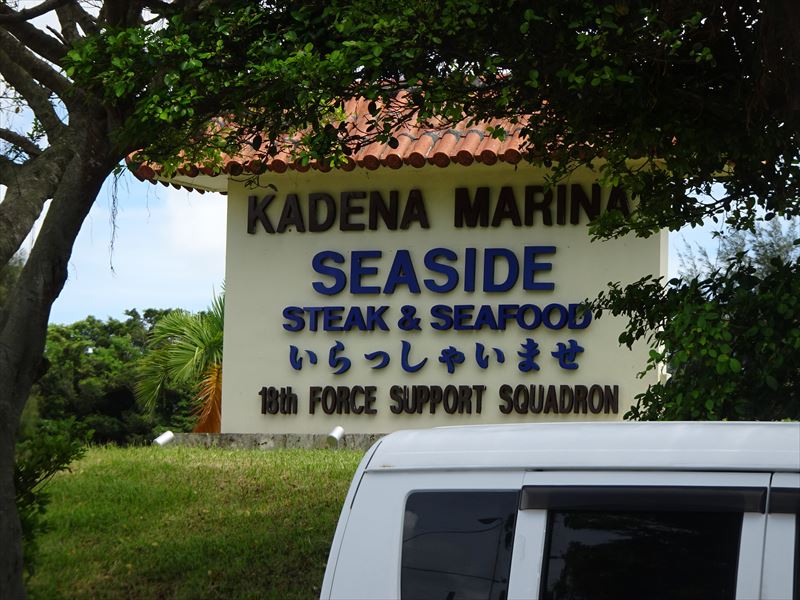 KADENA MARINA
SEASIDE
STEAK & SEAFOOD
いらっしゃいませ
18th FORCE SUPPORT SQUADRON